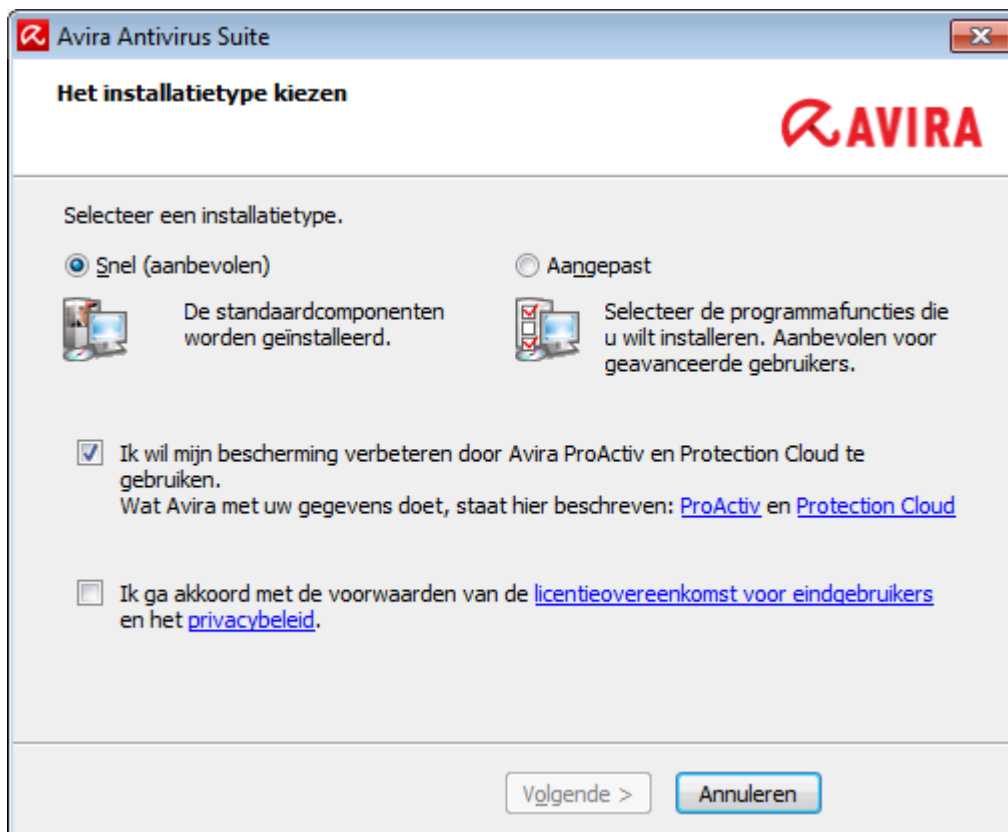 Avira Antivirus Suite
Het installatietype kiezen
AVIRA
Selecteer een installatietype.
Snel (aanbevolen)
De standaardcomponenten
worden geïnstalleerd.
Aangepast
Selecteer de programmafuncties die
u wilt installeren. Aanbevolen voor
geavanceerde gebruikers.
Ik wil mijn bescherming verbeteren door Avira ProActiv en Protection Cloud te
gebruiken.
Wat Avira met uw gegevens doet, staat hier beschreven: ProActiv en Protection Cloud
Ik ga akkoord met de voorwaarden van de licentieovereenkomst voor eindgebruikers
en het privacybeleid.
Volgende >
Annuleren